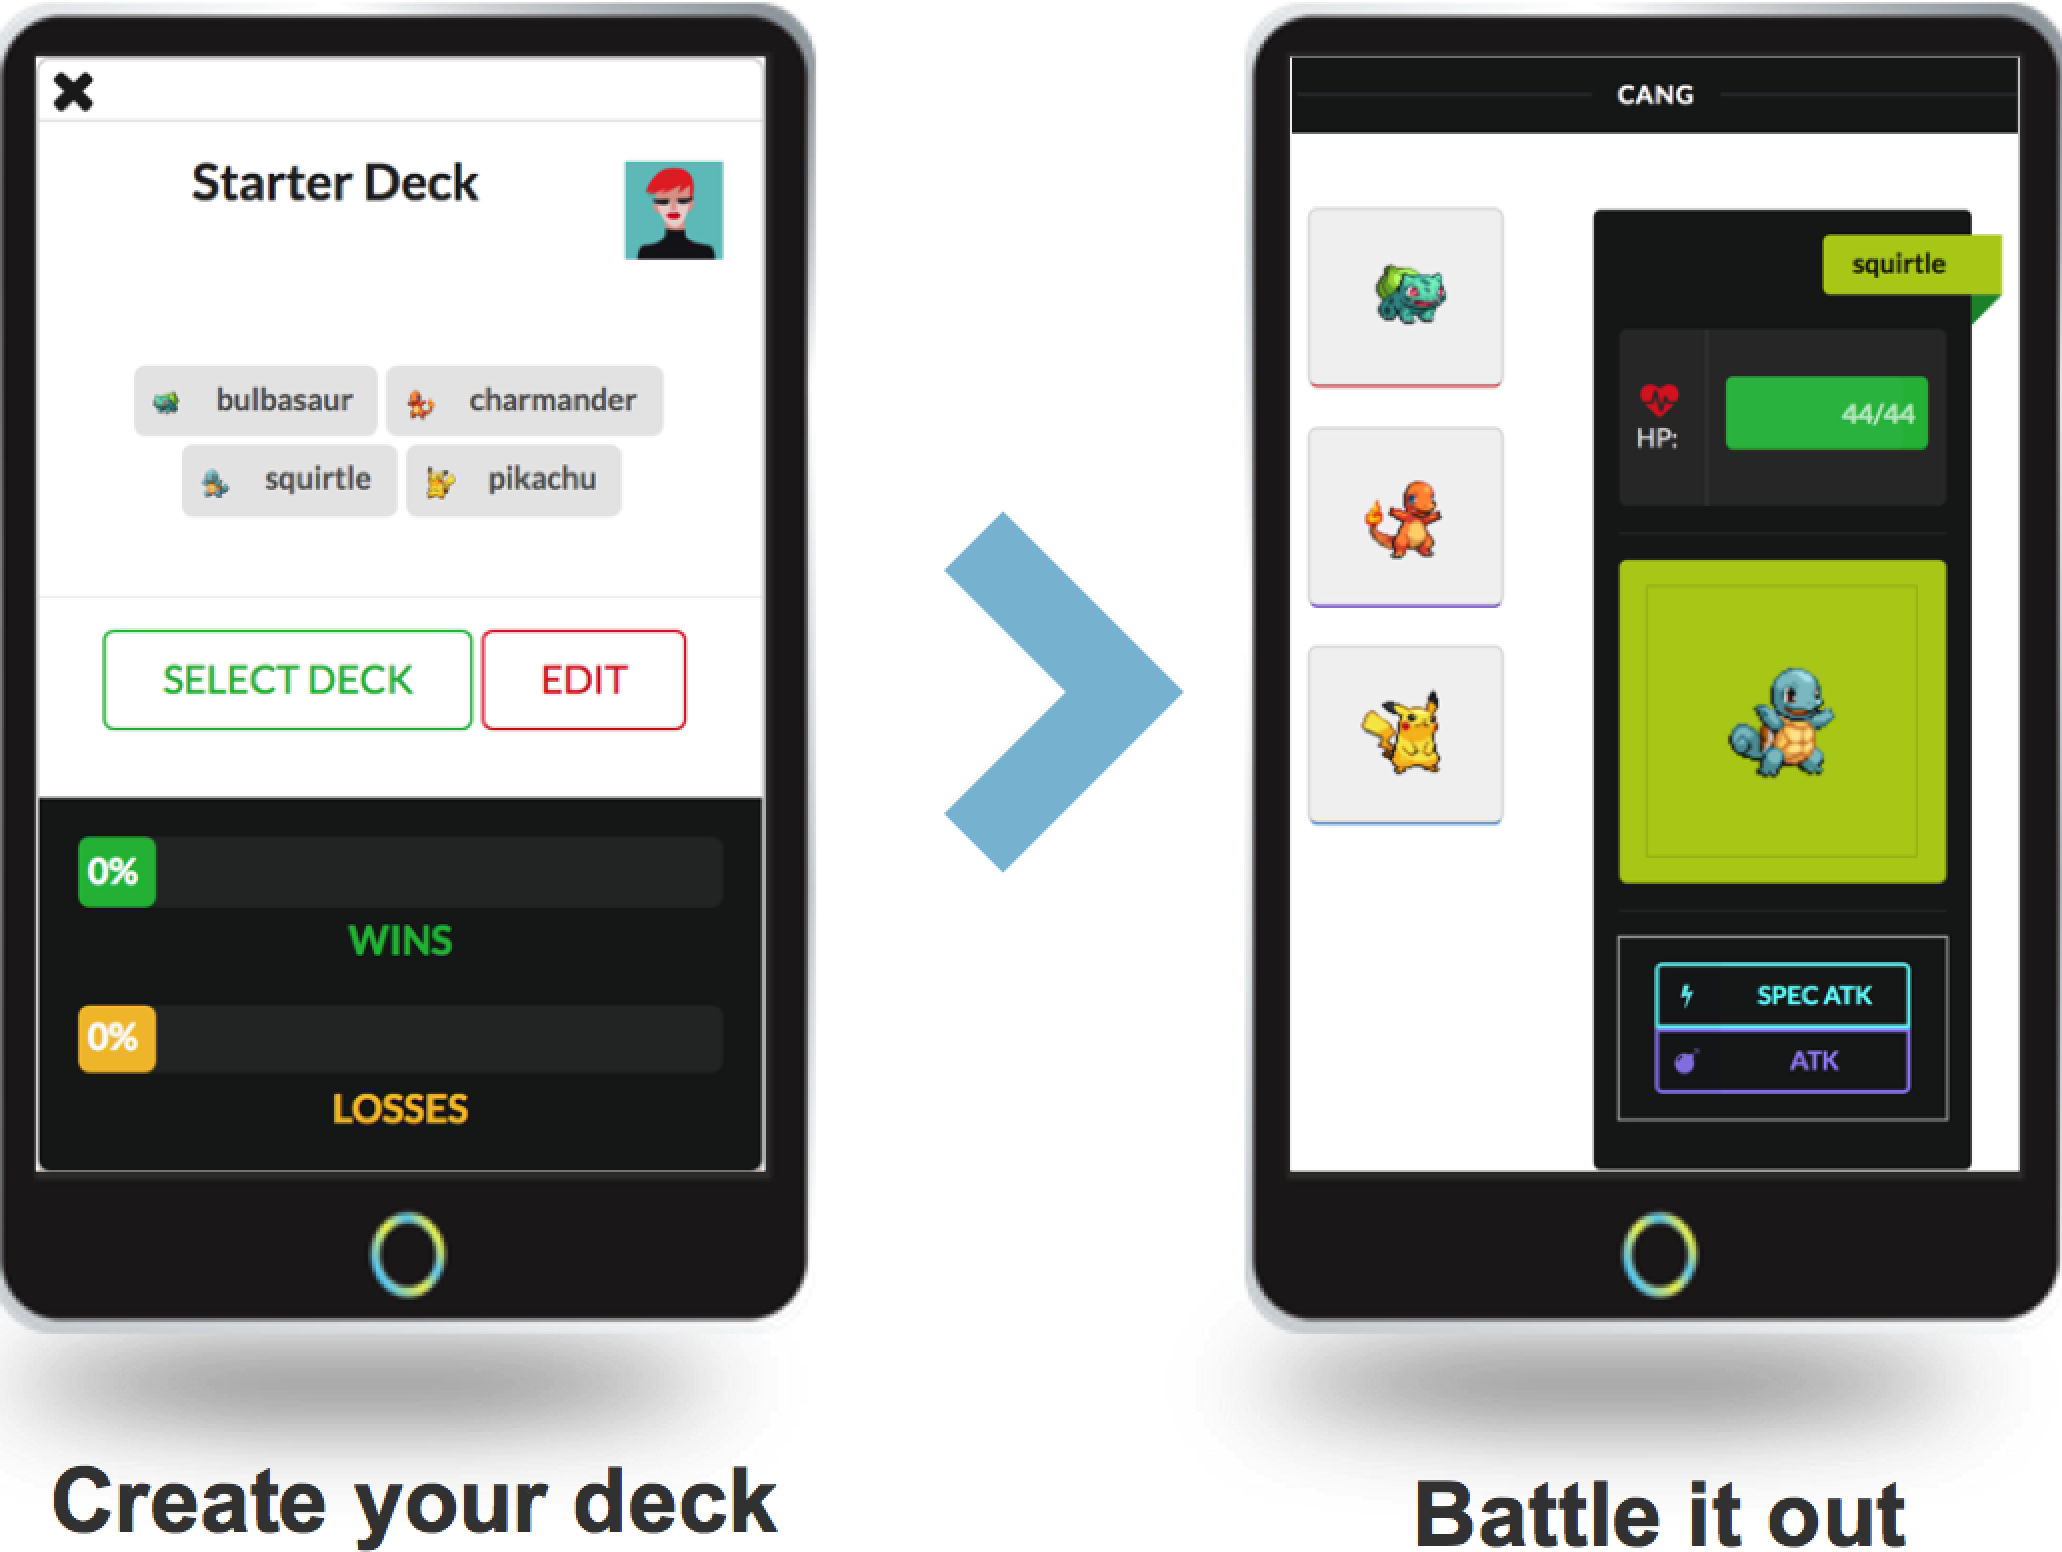 Starter Deck
bulbasaur charmander
squirtle pikachu
SELECT DECK EDIT
0%
WINS
0%
LOSSES
Create your deck
CANG
squirtle
44/44
HP:
SPEC ATK
ATK
Battle it out